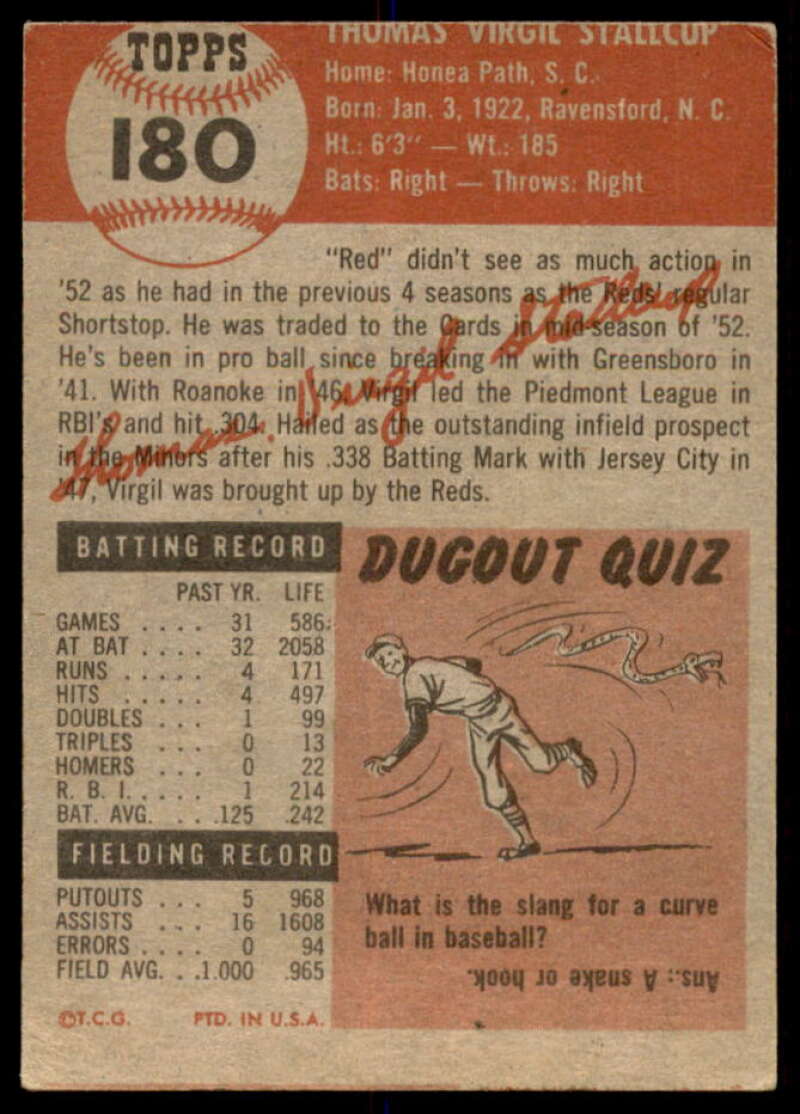 TOPPS
180
THOMAS VIRGIL STALLCUP
Home: Honea Path, S. C.
Born: Jan. 3, 1922, Ravensford, N. C.
Ht.: 6'3" — Wt.: 185
Bats: Right — Throws: Right
"Red" didn't see as much action in
'52 as he had in the previous 4 seasons as the Reds' regular
Shortstop. He was traded to the Cards in mid-season of '52.
He's been in pro ball since breaking in with Greensboro in
'41. With Roanoke in '46, Virgil led the Piedmont League in
RBI's and hit .304. Hailed as the outstanding infield prospect
in the Minors after his .338 Batting Mark with Jersey City in
'47, Virgil was brought up by the Reds.
Thomas Virgil Stallcup
BATTING RECORD
PAST YR. LIFE
GAMES .... 31 586
AT BAT .... 32 2058
RUNS ..... 4 171
HITS ..... 4 497
DOUBLES ... 1 99
TRIPLES ... 0 13
HOMERS ... 0 22
R. B. I. .... 1 214
BAT. AVG. ... .125 .242
FIELDING RECORD
PUTOUTS ... 5 968
ASSISTS ... 16 1608
ERRORS .... 0 94
FIELD AVG. ..1.000 .965
©T.C.G. PTD. IN U.S.A.
DUGOUT QUIZ
What is the slang for a curve
ball in baseball?
Ans.: A snake or hook.